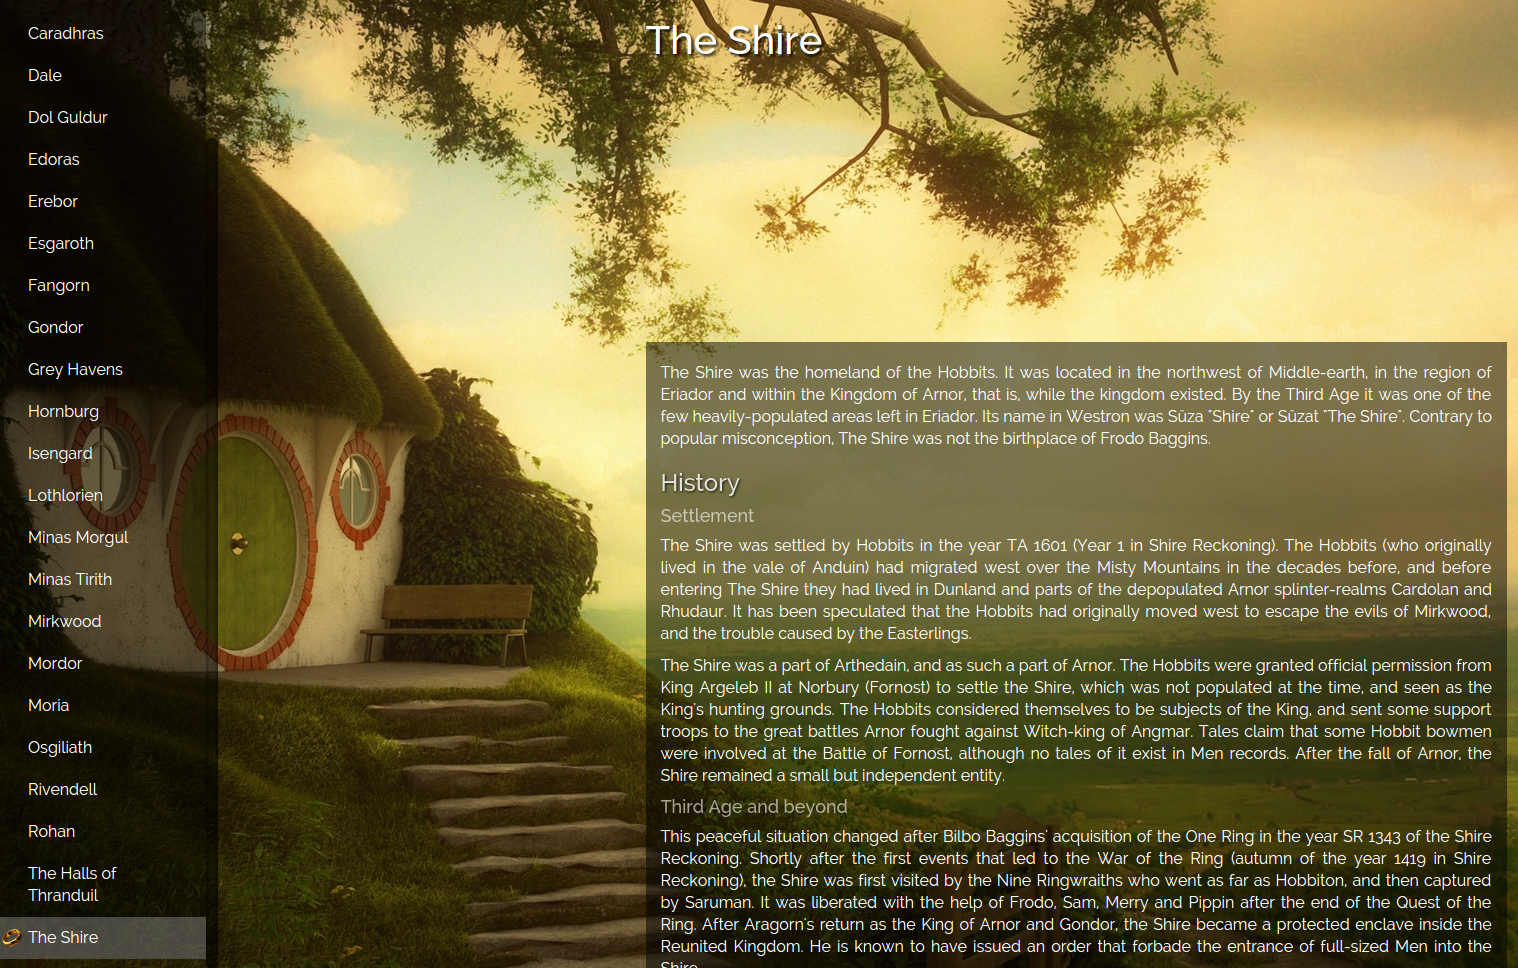 Caradhras
Dale
Dol Guldur
Edoras
Erebor
Esgaroth
Fangorn
Gondor
Grey Havens
Hornburg
Isengard
Lothlorien
Minas Morgul
Minas Tirith
Mirkwood
Mordor
Moria
Osgiliath
Rivendell
Rohan
The Halls of
Thranduil
The Shire
The Shire
The Shire was the homeland of the Hobbits. It was located in the northwest of Middle-earth, in the region of
Eriador and within the Kingdom of Arnor, that is, while the kingdom existed. By the Third Age it was one of the
few heavily-populated areas left in Eriador. Its name in Westron was Sûza "Shire" or Sûzat "The Shire". Contrary to
popular misconception, The Shire was not the birthplace of Frodo Baggins.
History
Settlement
The Shire was settled by Hobbits in the year TA 1601 (Year 1 in Shire Reckoning). The Hobbits (who originally
lived in the vale of Anduin) had migrated west over the Misty Mountains in the decades before, and before
entering The Shire they had lived in Dunland and parts of the depopulated Arnor splinter-realms Cardolan and
Rhudaur. It has been speculated that the Hobbits had originally moved west to escape the evils of Mirkwood,
and the trouble caused by the Easterlings.
The Shire was a part of Arthedain, and as such a part of Arnor. The Hobbits were granted official permission from
King Argeleb II at Norbury (Fornost) to settle the Shire, which was not populated at the time, and seen as the
King's hunting grounds. The Hobbits considered themselves to be subjects of the King, and sent some support
troops to the great battles Arnor fought against Witch-king of Angmar. Tales claim that some Hobbit bowmen
were involved at the Battle of Fornost, although no tales of it exist in Men records. After the fall of Arnor, the
Shire remained a small but independent entity.
Third Age and beyond
This peaceful situation changed after Bilbo Baggins' acquisition of the One Ring in the year SR 1343 of the Shire
Reckoning. Shortly after the first events that led to the War of the Ring (autumn of the year 1419 in Shire
Reckoning), the Shire was first visited by the Nine Ringwraiths who went as far as Hobbiton, and then captured
by Saruman. It was liberated with the help of Frodo, Sam, Merry and Pippin after the end of the Quest of the
Ring. After Aragorn's return as the King of Arnor and Gondor, the Shire became a protected enclave inside the
Reunited Kingdom. He is known to have issued an order that forbade the entrance of full-sized Men into the
Shire.